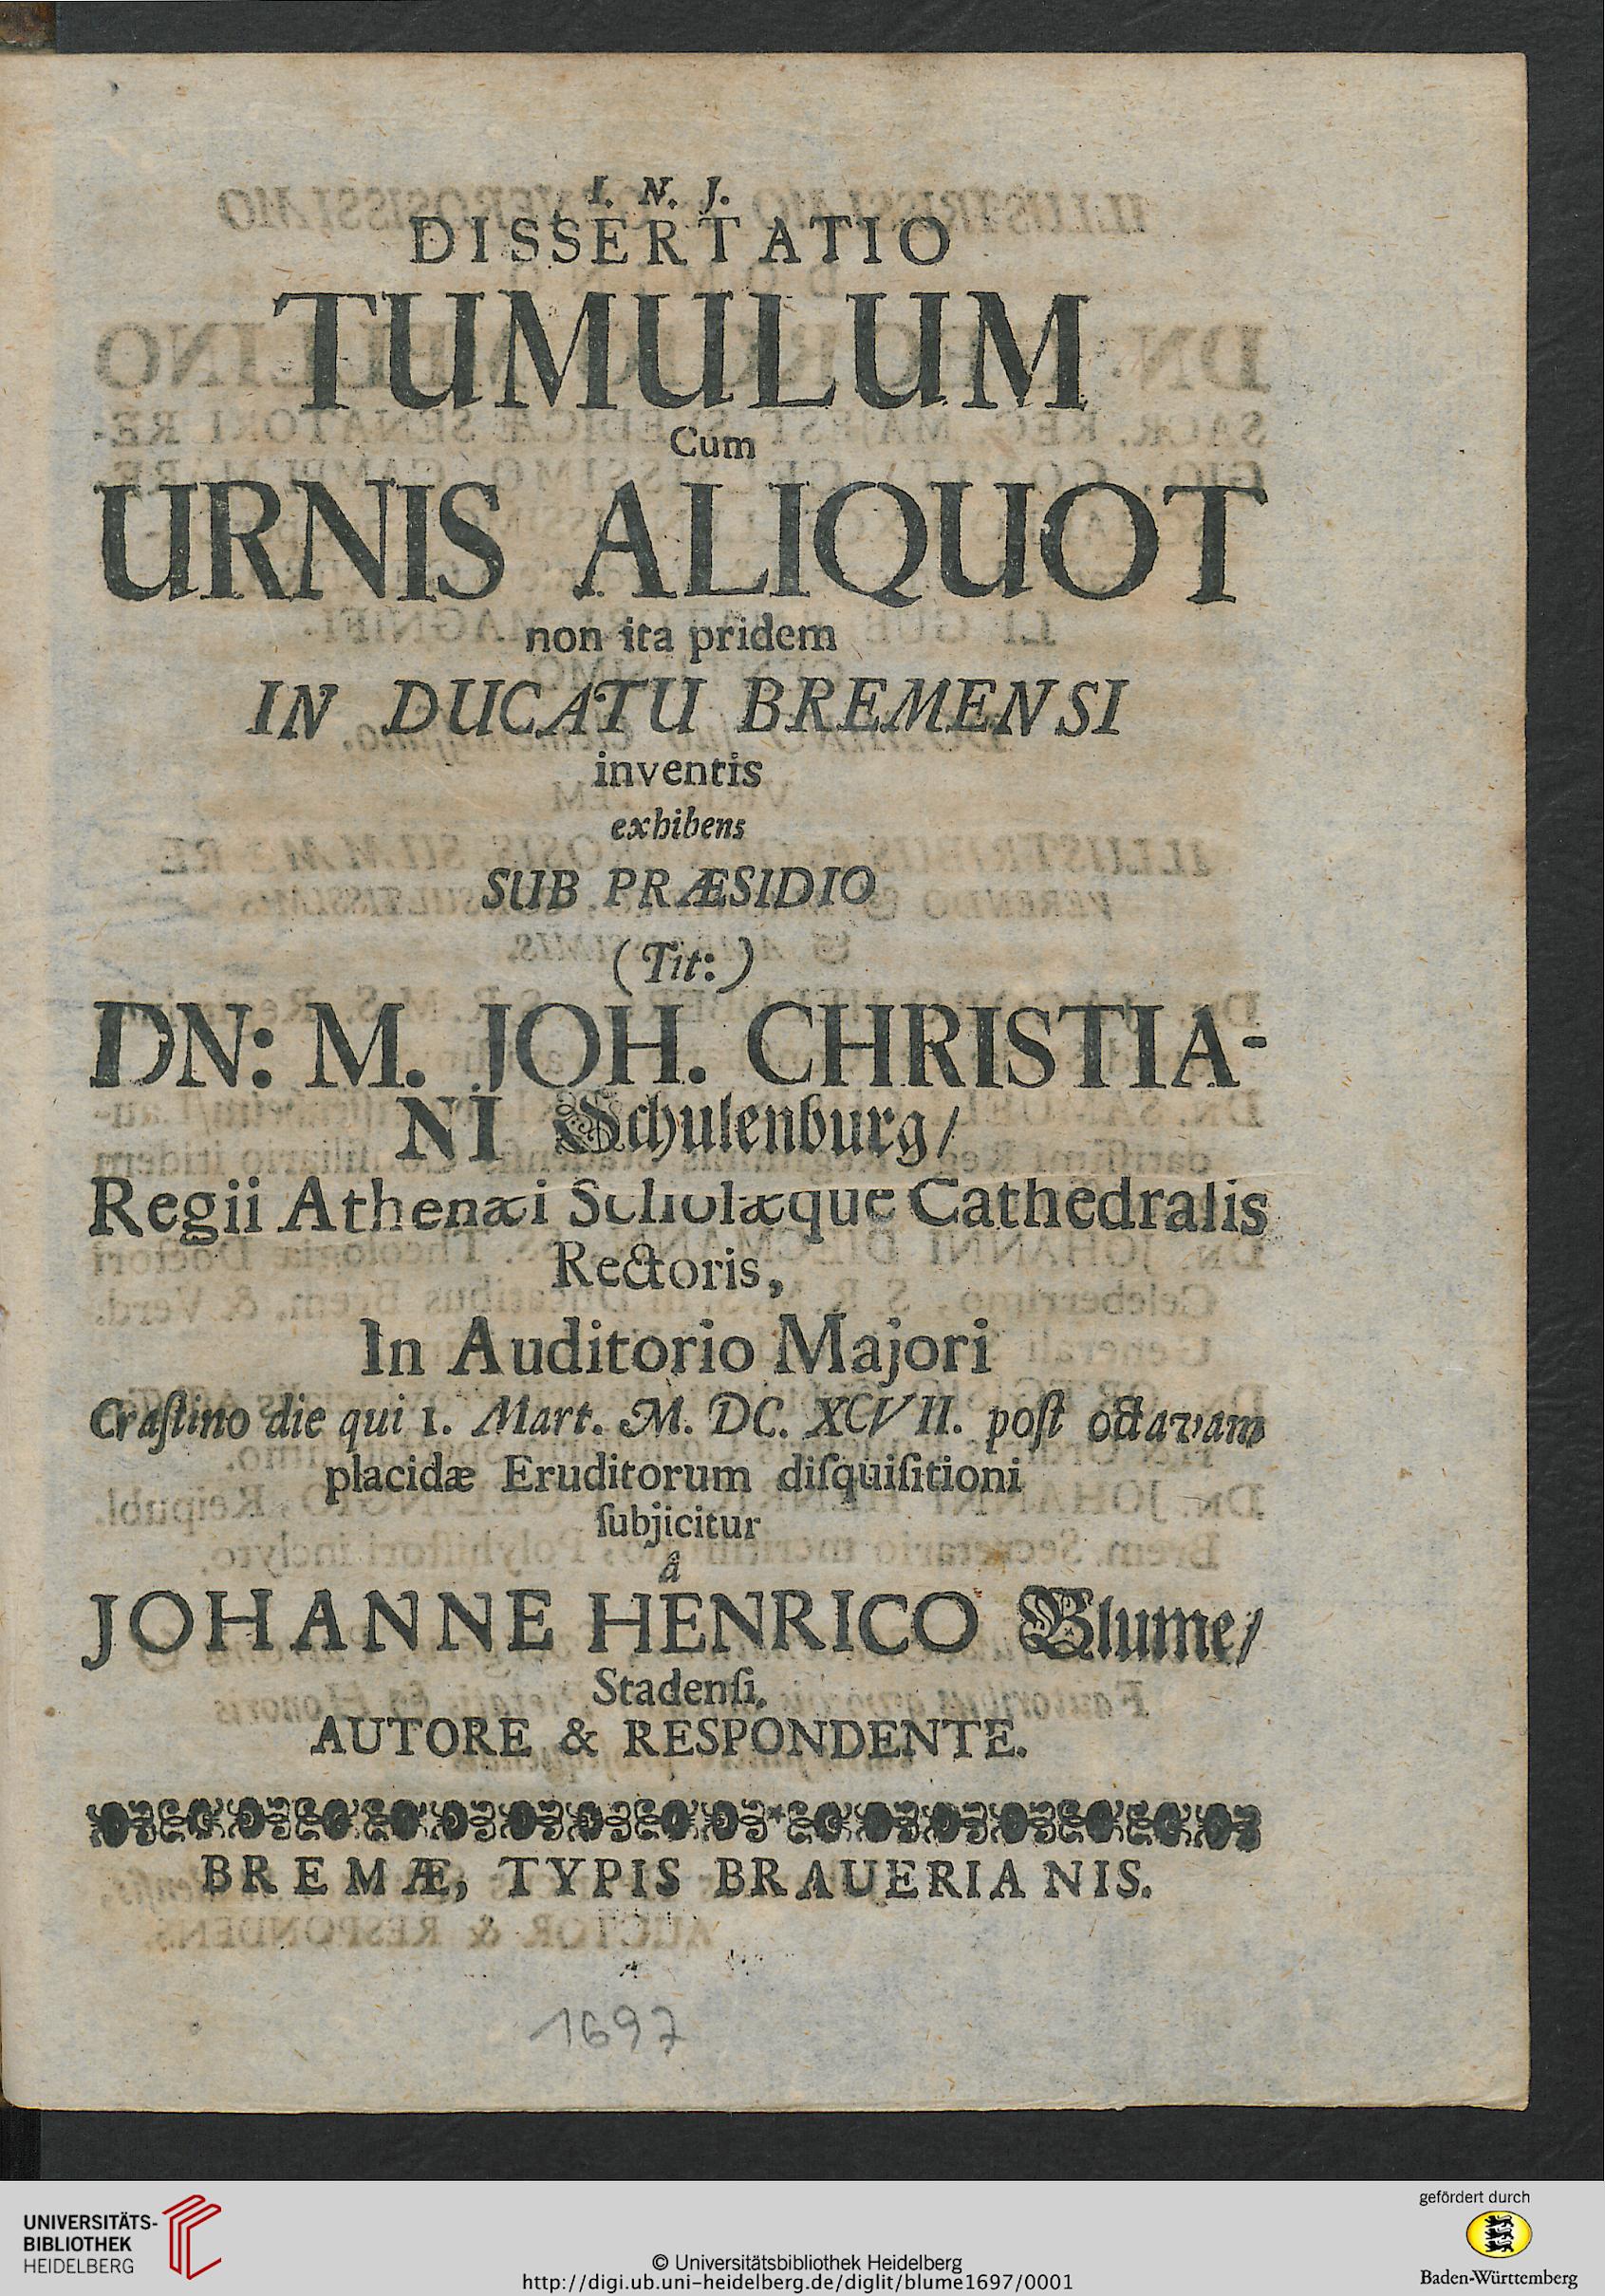 I. N. J.
DISSERTATIO
TUMULUM
Cum
URNIS ALIQUOT
non ita pridem
IN DUCATU BREMENSI
inventis
exhibens
SUB PRÆSIDIO
(Tit:)
DN: M. JOH. CHRISTIA-
NI Schulenburg/
Regii Athenæi Scholæque Cathedralis
Rectoris,
In Auditorio Majori
Craſtino die qui 1. Mart. M. DC. XCVII. poſt octavam
placidæ Eruditorum diſquiſitioni
ſubjicitur
â
JOHANNE HENRICO Blume/
Stadenſi.
AUTORE & RESPONDENTE.
BREMÆ, TYPIS BRAUERIANIS.
1697
UNIVERSITÄTS-
BIBLIOTHEK
HEIDELBERG
© Universitätsbibliothek Heidelberg
http://digi.ub.uni-heidelberg.de/diglit/blume1697/0001
gefördert durch
Baden-Württemberg